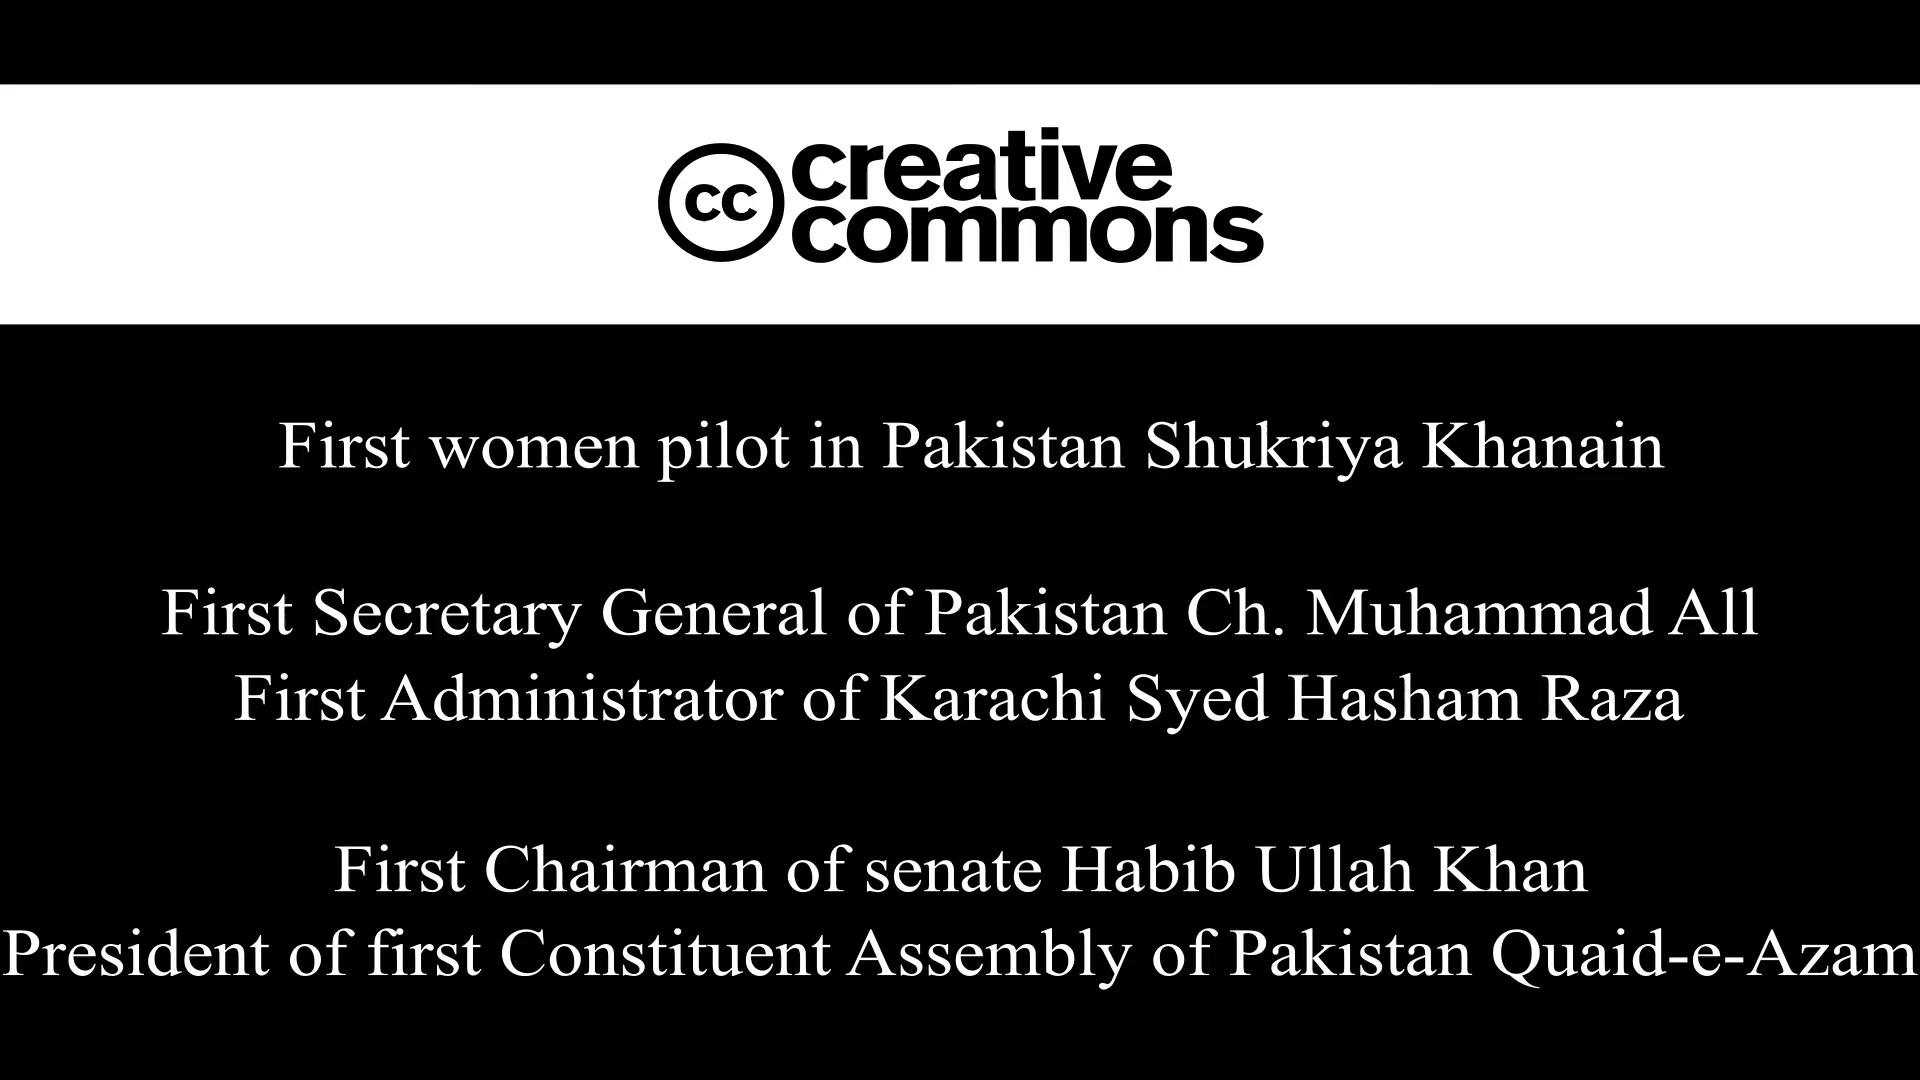 cc creative
commons
First women pilot in Pakistan Shukriya Khanain
First Secretary General of Pakistan Ch. Muhammad All
First Administrator of Karachi Syed Hasham Raza
First Chairman of senate Habib Ullah Khan
President of first Constituent Assembly of Pakistan Quaid-e-Azam